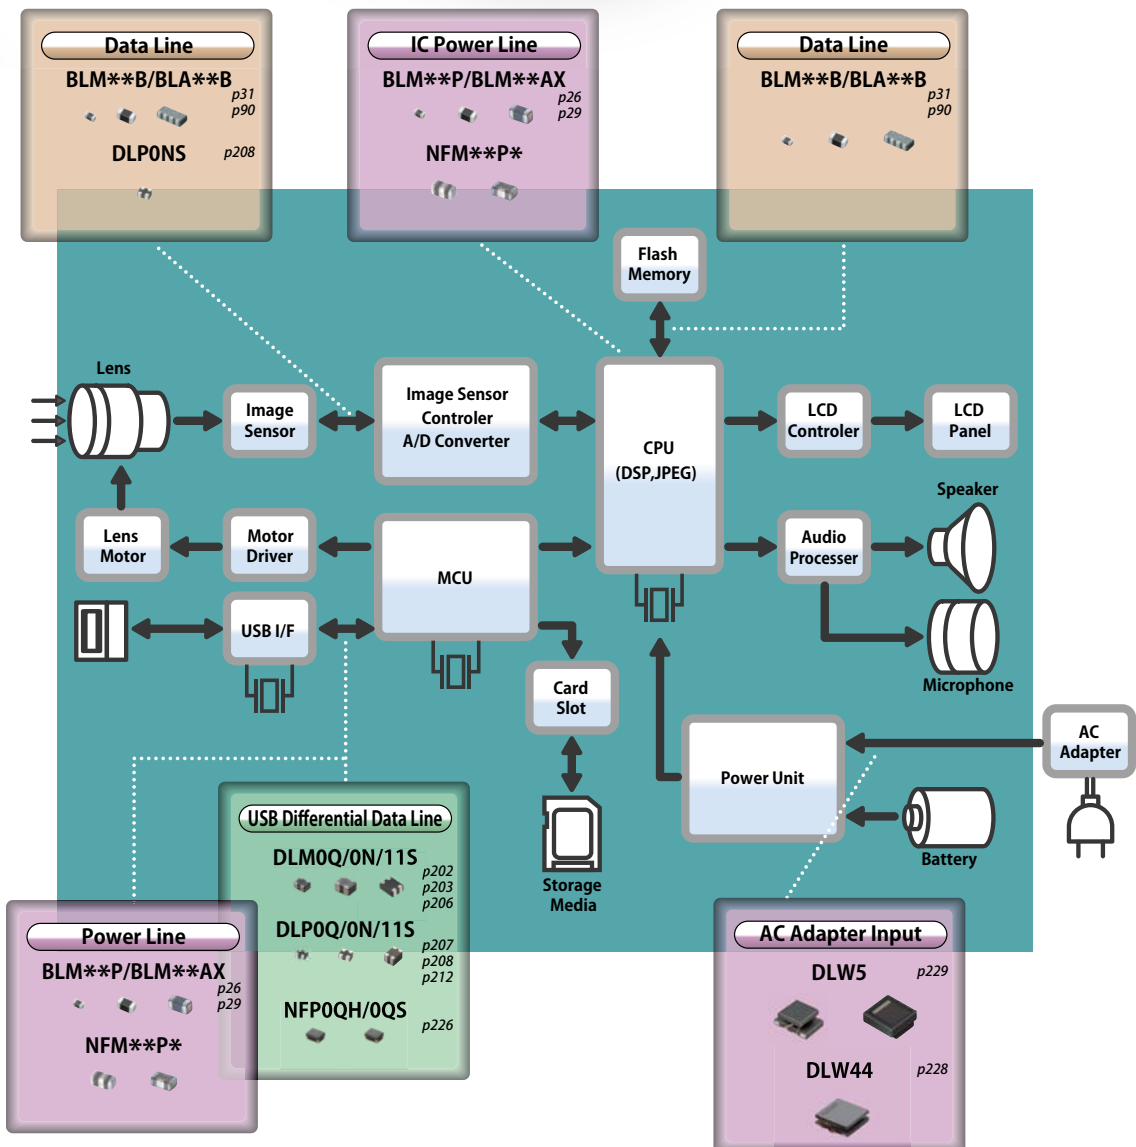 Data Line
BLM**B/BLA**B
p31
p90
DLP0NS
p208
IC Power Line
BLM**P/BLM**AX
p26
p29
NFM**P*
Data Line
BLM**B/BLA**B
p31
p90
Flash
Memory
Lens
Image
Sensor
Image Sensor
Controler
A/D Converter
CPU
(DSP,JPEG)
LCD
Controler
LCD
Panel
Speaker
Lens
Motor
Motor
Driver
MCU
Audio
Processer
USB I/F
Microphone
Card
Slot
AC
Adapter
Power Unit
Battery
Storage
Media
USB Differential Data Line
DLM0Q/0N/11S
p202
p203
p206
DLP0Q/0N/11S
p207
p208
p212
NFP0QH/0QS
p226
Power Line
BLM**P/BLM**AX
p26
p29
NFM**P*
AC Adapter Input
DLW5
p229
DLW44
p228